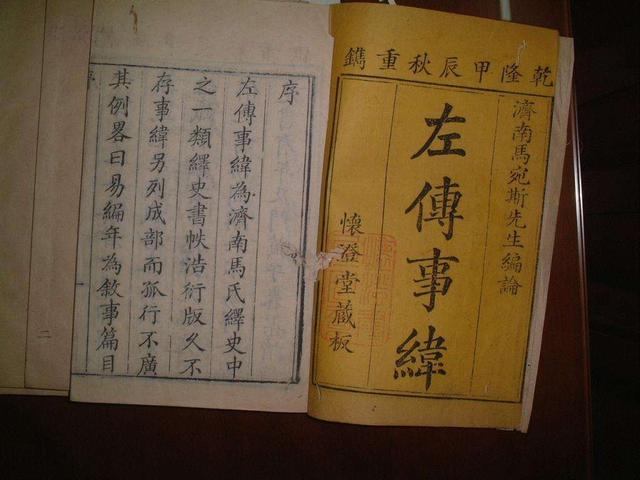 乾隆甲辰秋重鐫
濟南馬宛斯先生編論
左傳事緯
懷澄堂藏板
序
左傳事緯為濟南馬氏繹史中
之一類繹史書帙浩衍版久不
存事緯另列成部而孤行不廣
其例畧曰易編年為敘事篇目
二